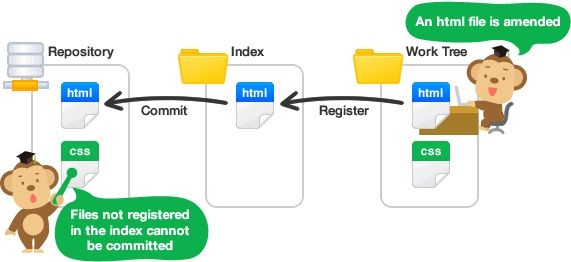 An html file is amended
Repository
Index
Work Tree
html
html
html
Commit
Register
css
css
Files not registered
in the index cannot
be committed